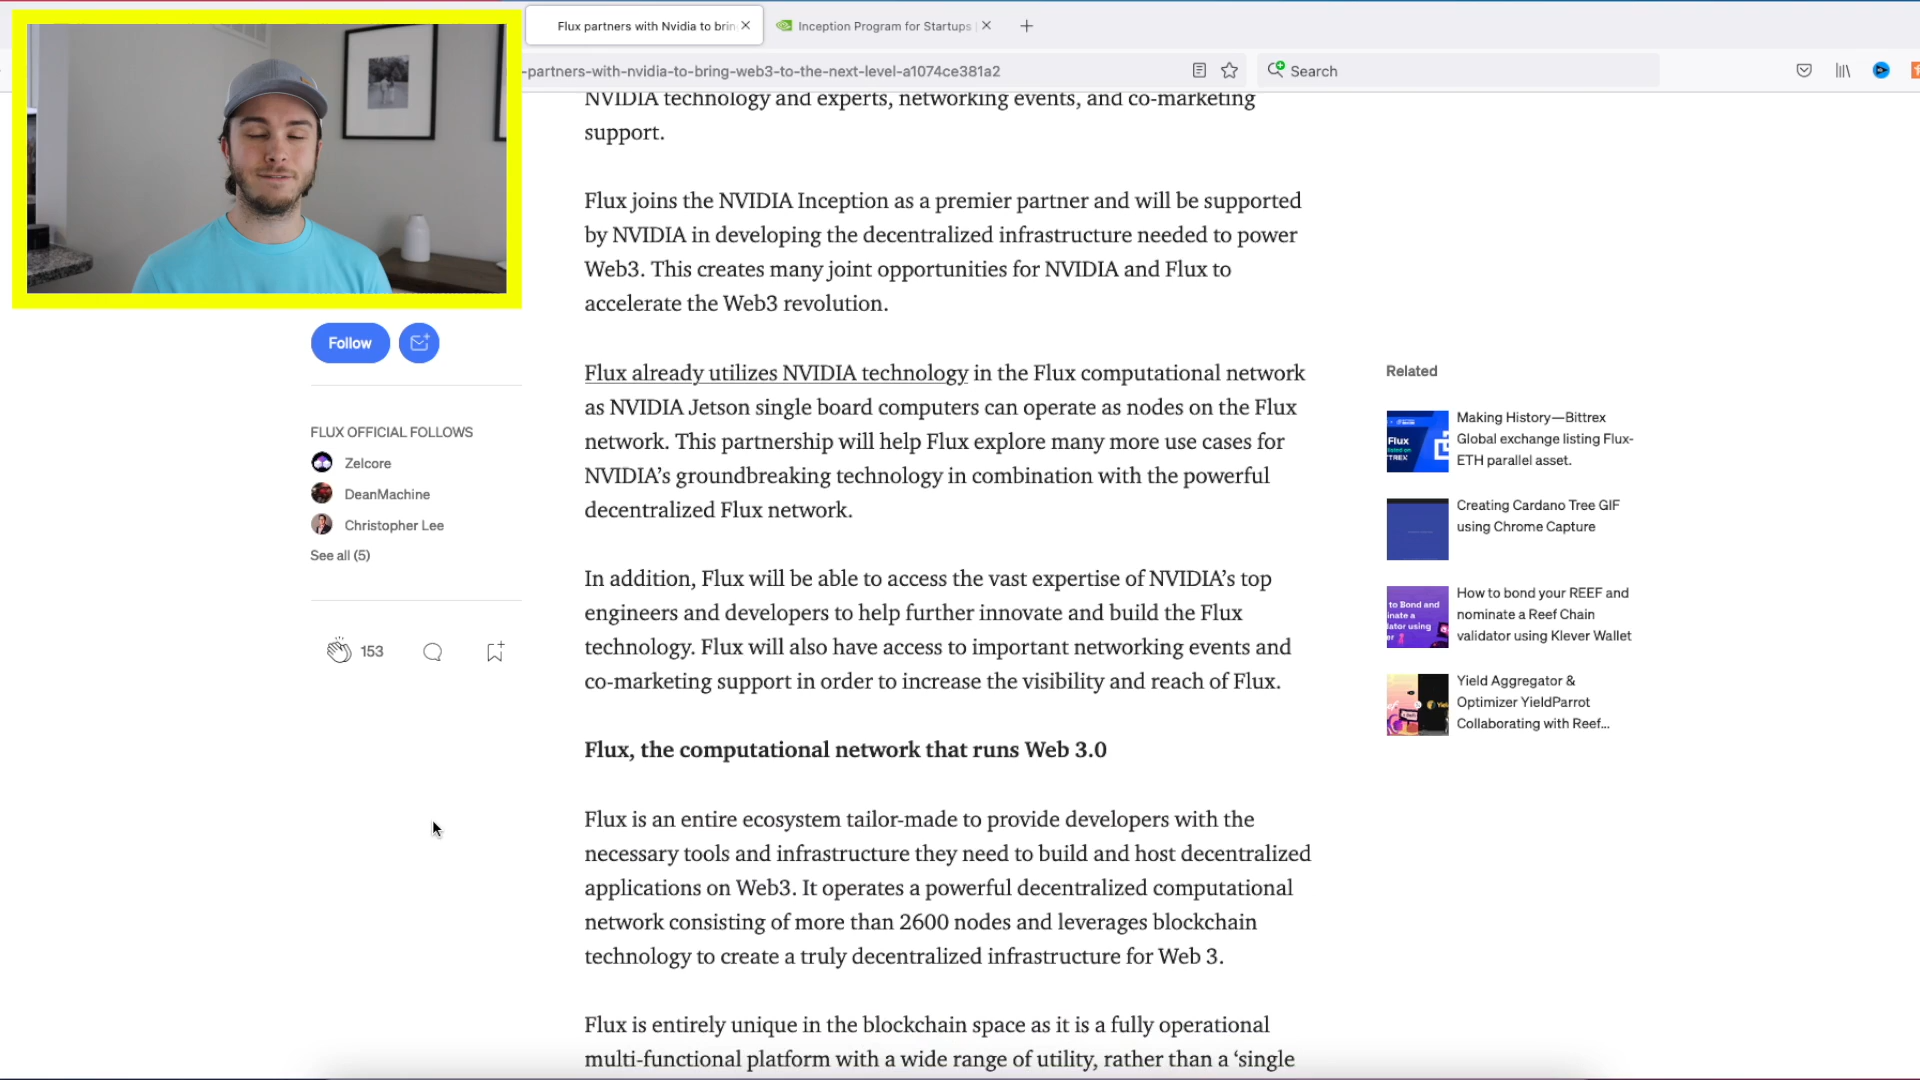 Flux partners with Nvidia to brin
Inception Program for Startups
-partners-with-nvidia-to-bring-web3-to-the-next-level-a1074ce381a2
Search
NVIDIA technology and experts, networking events, and co-marketing
support.
Flux joins the NVIDIA Inception as a premier partner and will be supported
by NVIDIA in developing the decentralized infrastructure needed to power
Web3. This creates many joint opportunities for NVIDIA and Flux to
accelerate the Web3 revolution.
Follow
FLUX OFFICIAL FOLLOWS
Zelcore
DeanMachine
Christopher Lee
See all (5)
153
Flux already utilizes NVIDIA technology in the Flux computational network
as NVIDIA Jetson single board computers can operate as nodes on the Flux
network. This partnership will help Flux explore many more use cases for
NVIDIA's groundbreaking technology in combination with the powerful
decentralized Flux network.
In addition, Flux will be able to access the vast expertise of NVIDIA's top
engineers and developers to help further innovate and build the Flux
technology. Flux will also have access to important networking events and
co-marketing support in order to increase the visibility and reach of Flux.
Flux, the computational network that runs Web 3.0
Flux is an entire ecosystem tailor-made to provide developers with the
necessary tools and infrastructure they need to build and host decentralized
applications on Web3. It operates a powerful decentralized computational
network consisting of more than 2600 nodes and leverages blockchain
technology to create a truly decentralized infrastructure for Web 3.
Flux is entirely unique in the blockchain space as it is a fully operational
multi-functional platform with a wide range of utility, rather than a ‘single
Related
Flux
Making History—Bittrex
Global exchange listing Flux-
ETH parallel asset.
Creating Cardano Tree GIF
using Chrome Capture
to Bond and
inate a
lator using
How to bond your REEF and
nominate a Reef Chain
validator using Klever Wallet
Yield Aggregator &
Optimizer YieldParrot
Collaborating with Reef...